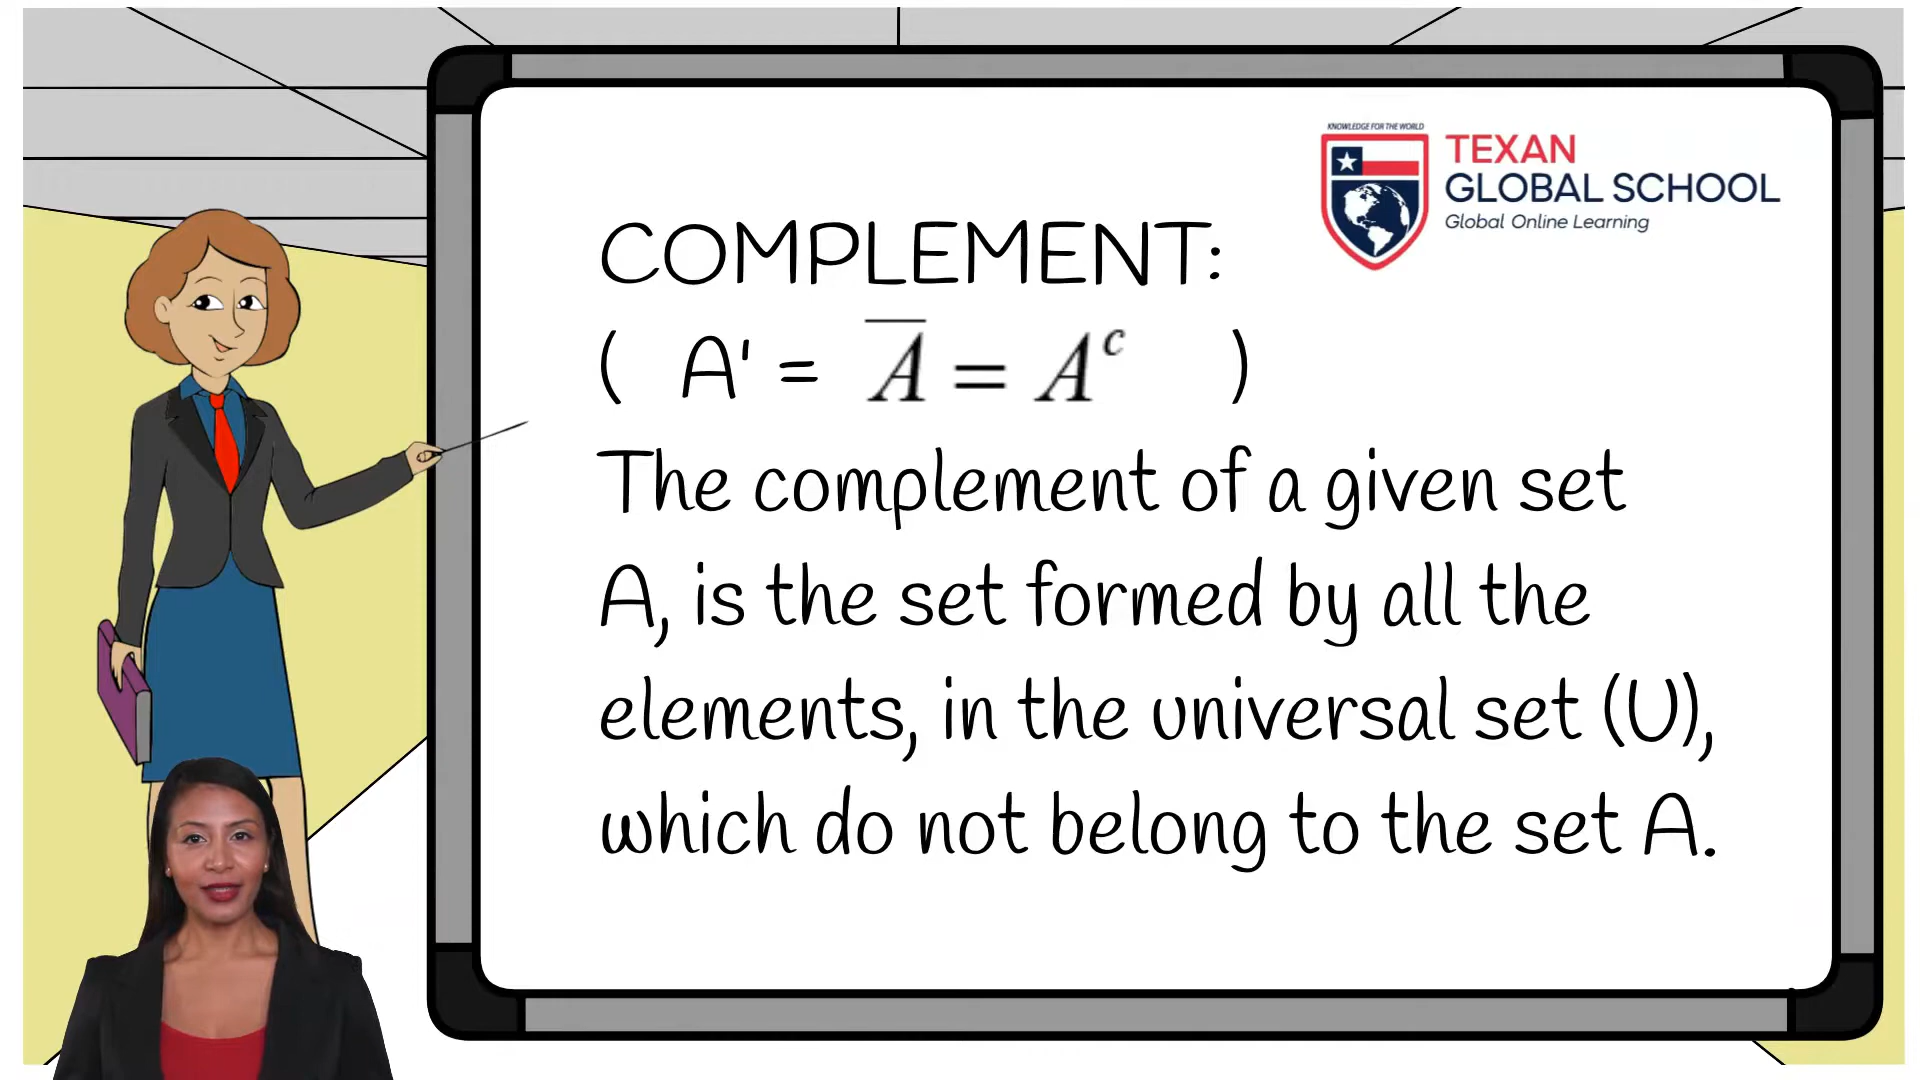 KNOWLEDGE FOR THE WORLD
TEXAN
GLOBAL SCHOOL
Global Online Learning
COMPLEMENT:
( A' = A̅ = Aᶜ )
The complement of a given set
A, is the set formed by all the
elements, in the universal set (U),
which do not belong to the set A.